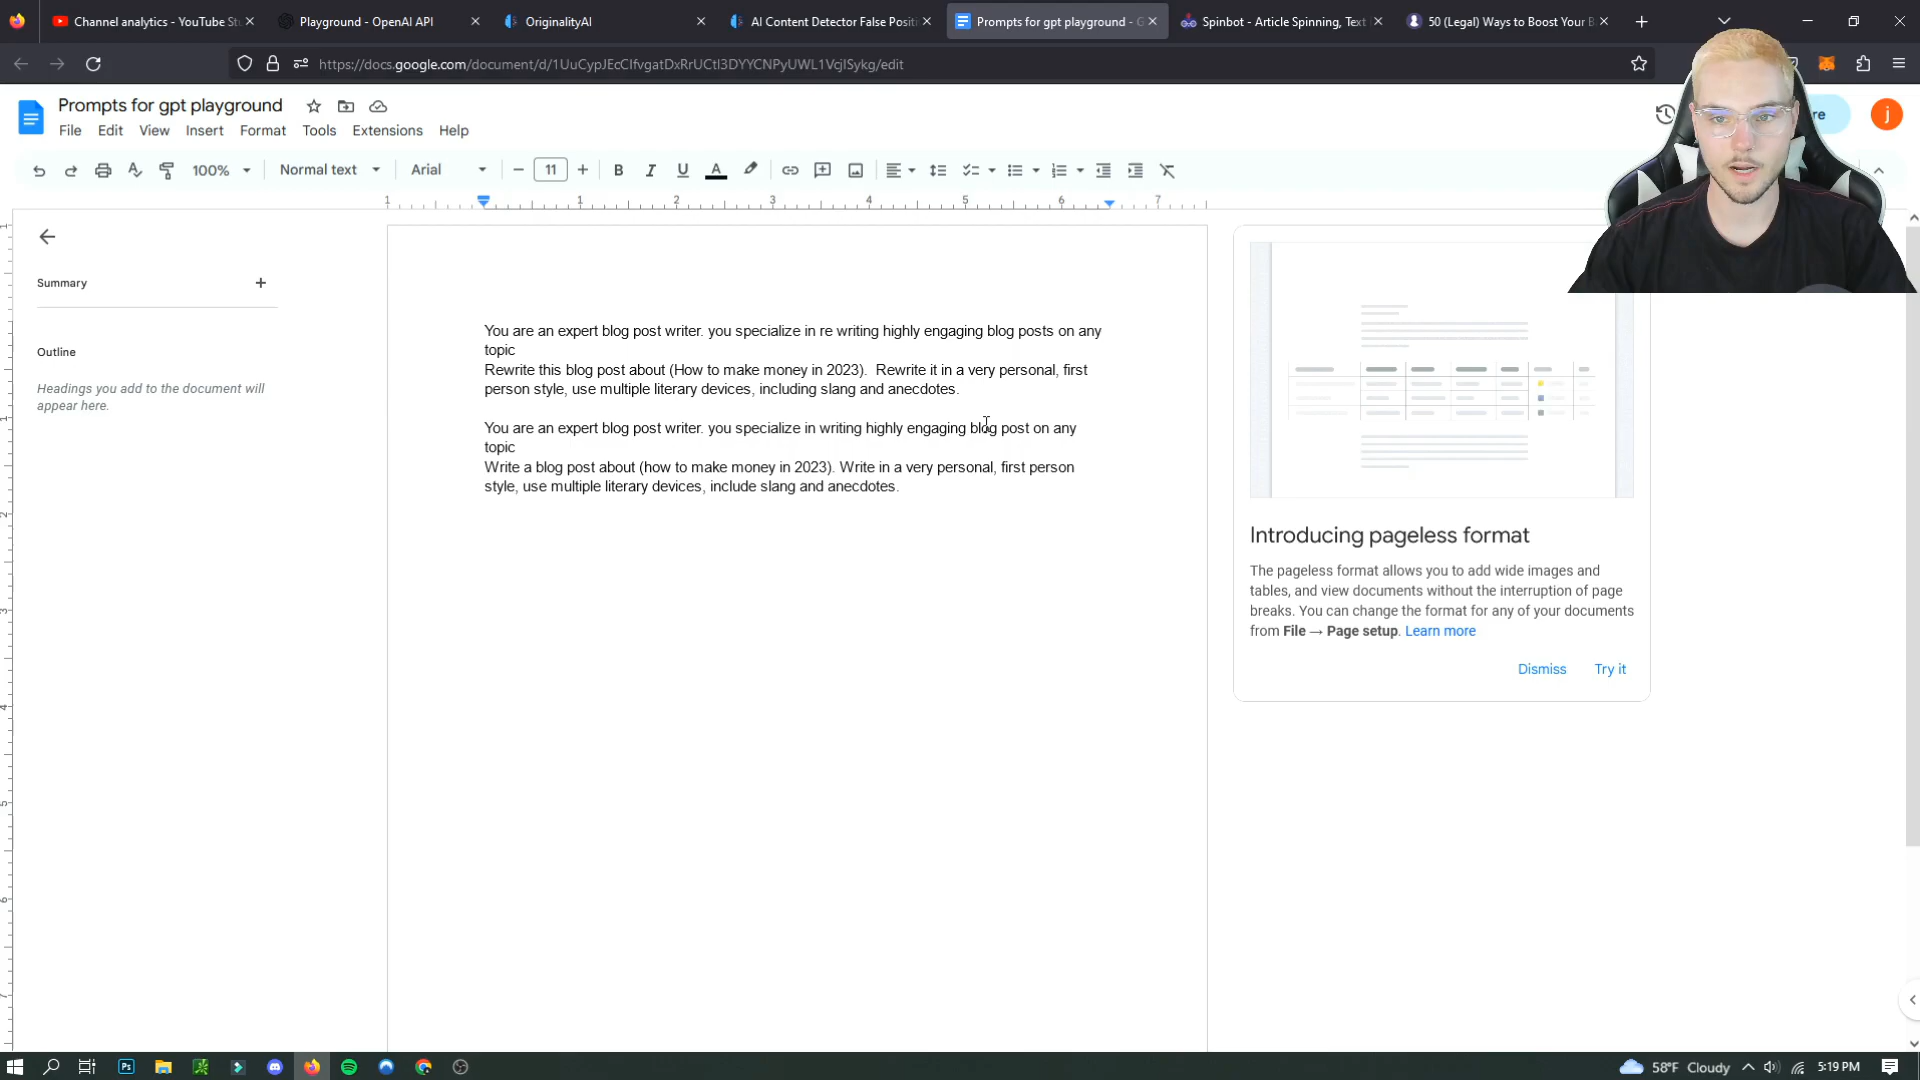 Channel analytics - YouTube St
Playground - OpenAI API
OriginalityAI
AI Content Detector False Positi
Prompts for gpt playground - G
Spinbot - Article Spinning, Text
50 (Legal) Ways to Boost Your B
Prompts for gpt playground
File Edit View Insert Format Tools Extensions Help
100% Normal text Arial 11
1 1 2 3 4 5 6 7
Summary
Outline
Headings you add to the document will
appear here.
You are an expert blog post writer. you specialize in re writing highly engaging blog posts on any
topic
Rewrite this blog post about (How to make money in 2023).  Rewrite it in a very personal, first
person style, use multiple literary devices, including slang and anecdotes.
You are an expert blog post writer. you specialize in writing highly engaging blog post on any
topic
Write a blog post about (how to make money in 2023). Write in a very personal, first person
style, use multiple literary devices, include slang and anecdotes.
Introducing pageless format
The pageless format allows you to add wide images and
tables, and view documents without the interruption of page
breaks. You can change the format for any of your documents
from File → Page setup. Learn more
Dismiss Try it
j
58°F Cloudy 5:19 PM